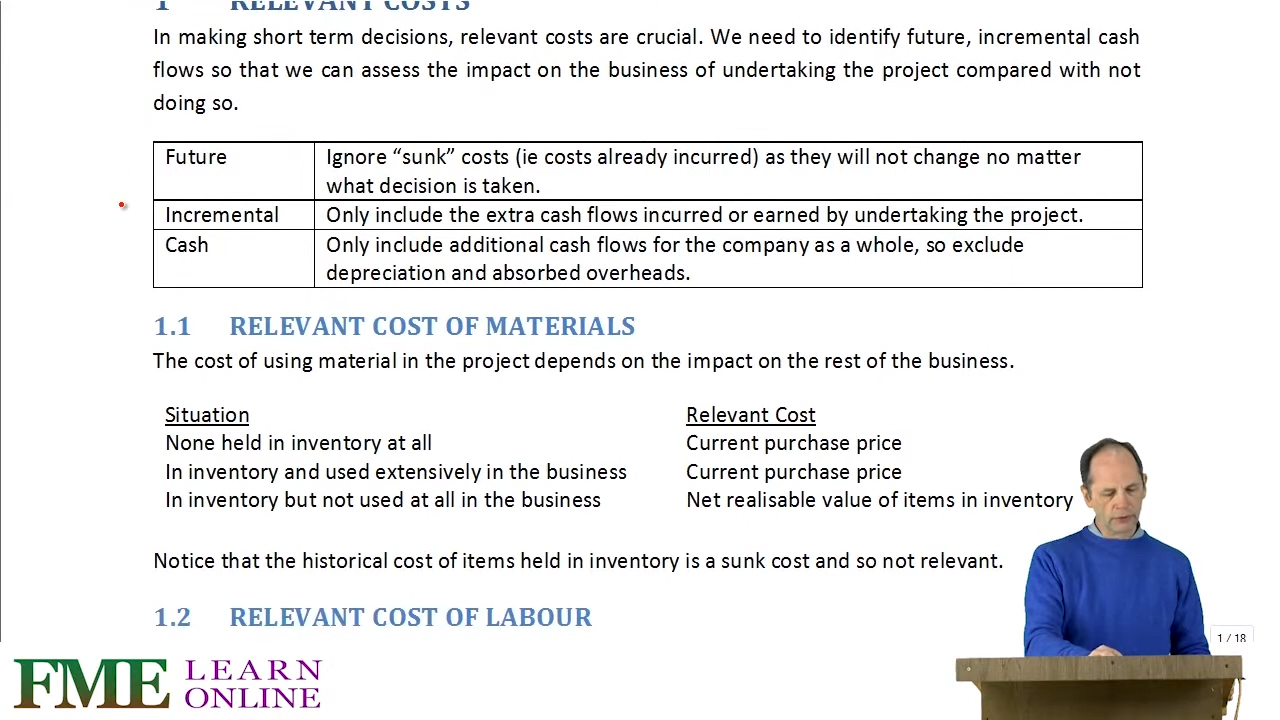 1 RELEVANT COSTS
In making short term decisions, relevant costs are crucial. We need to identify future, incremental cash
flows so that we can assess the impact on the business of undertaking the project compared with not
doing so.
Future Ignore “sunk” costs (ie costs already incurred) as they will not change no matter
what decision is taken.
Incremental Only include the extra cash flows incurred or earned by undertaking the project.
Cash Only include additional cash flows for the company as a whole, so exclude
depreciation and absorbed overheads.
1.1 RELEVANT COST OF MATERIALS
The cost of using material in the project depends on the impact on the rest of the business.
Situation Relevant Cost
None held in inventory at all Current purchase price
In inventory and used extensively in the business Current purchase price
In inventory but not used at all in the business Net realisable value of items in inventory
Notice that the historical cost of items held in inventory is a sunk cost and so not relevant.
1.2 RELEVANT COST OF LABOUR
1 / 18
FME LEARN
ONLINE